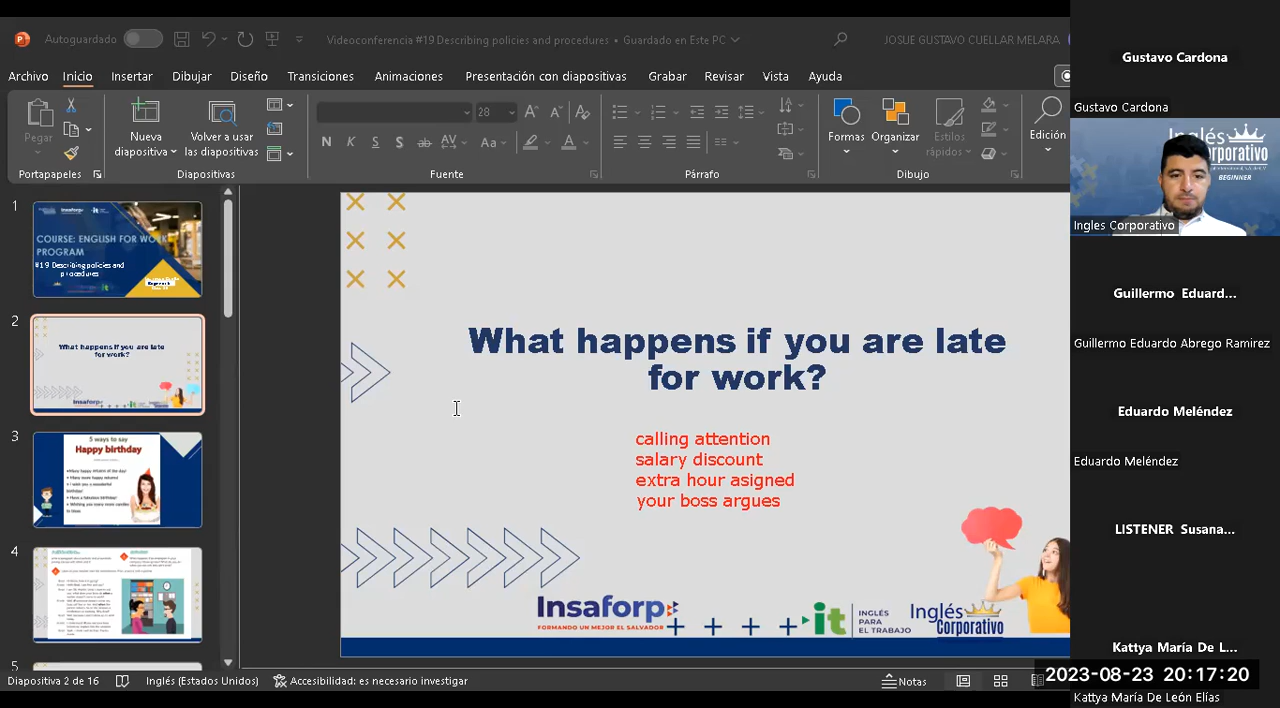 Autoguardado
Videoconferencia #19 Describing policies and procedures • Guardado en Este PC
JOSUE GUSTAVO CUELLAR MELARA
Archivo Inicio Insertar Dibujar Diseño Transiciones Animaciones Presentación con diapositivas Grabar Revisar Vista Ayuda
28
Pegar
Nueva diapositiva
Volver a usar las diapositivas
N K S S ab AV Aa A
Formas Organizar Estilos rápidos Edición
Portapapeles Diapositivas Fuente Párrafo Dibujo
1
COURSE: ENGLISH FOR WORK
PROGRAM
#19 Describing policies and
procedures
2
What happens if you are late
for work?
3
5 ways to say
Happy birthday
4
5
What happens if you are late
for work?
calling attention
salary discount
extra hour asigned
your boss argues
nsaforp
FORMANDO UN MEJOR EL SALVADOR
it
INGLÉS
PARA
EL TRABAJO
Inglés
Corporativo
Diapositiva 2 de 16
Inglés (Estados Unidos)
Accesibilidad: es necesario investigar
Notas
Gustavo Cardona
Gustavo Cardona
Inglés
rporativo
BEGINNER
Ingles Corporativo
Guillermo Eduard...
Guillermo Eduardo Abrego Ramirez
Eduardo Meléndez
Eduardo Meléndez
LISTENER Susana...
Kattya María De L...
2023-08-23 20:17:20
Kattya María De León Elías